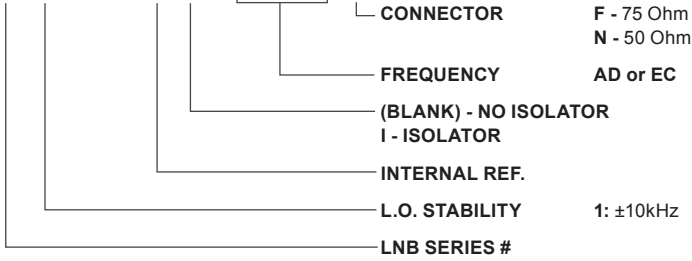 CONNECTOR F - 75 Ohm
N - 50 Ohm
FREQUENCY AD or EC
(BLANK) - NO ISOLATOR
I - ISOLATOR
INTERNAL REF.
L.O. STABILITY 1: ±10kHz
LNB SERIES #